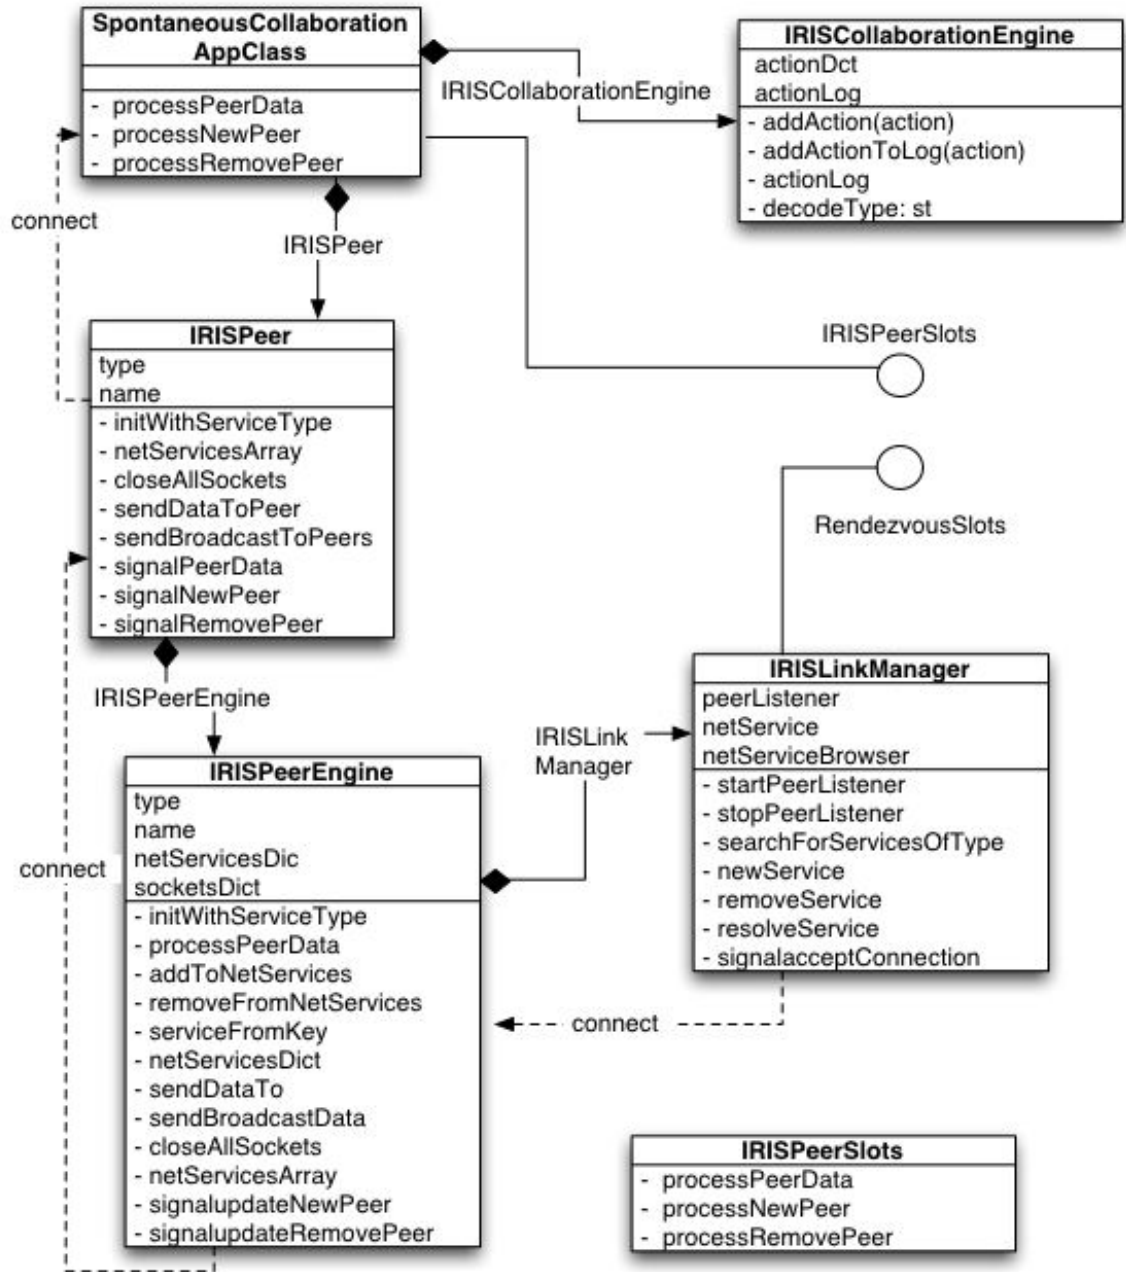 SpontaneousCollaboration
AppClass
- processPeerData
- processNewPeer
- processRemovePeer
IRISCollaborationEngine
IRISCollaborationEngine
actionDct
actionLog
- addAction(action)
- addActionToLog(action)
- actionLog
- decodeType: st
connect
IRISPeer
IRISPeer
type
name
- initWithServiceType
- netServicesArray
- closeAllSockets
- sendDataToPeer
- sendBroadcastToPeers
- signalPeerData
- signalNewPeer
- signalRemovePeer
IRISPeerSlots
RendezvousSlots
IRISPeerEngine
IRISLink
Manager
IRISLinkManager
peerListener
netService
netServiceBrowser
- startPeerListener
- stopPeerListener
- searchForServicesOfType
- newService
- removeService
- resolveService
- signalacceptConnection
connect
IRISPeerEngine
type
name
netServicesDic
socketsDict
- initWithServiceType
- processPeerData
- addToNetServices
- removeFromNetServices
- serviceFromKey
- netServicesDict
- sendDataTo
- sendBroadcastData
- closeAllSockets
- netServicesArray
- signalupdateNewPeer
- signalupdateRemovePeer
connect
IRISPeerSlots
- processPeerData
- processNewPeer
- processRemovePeer